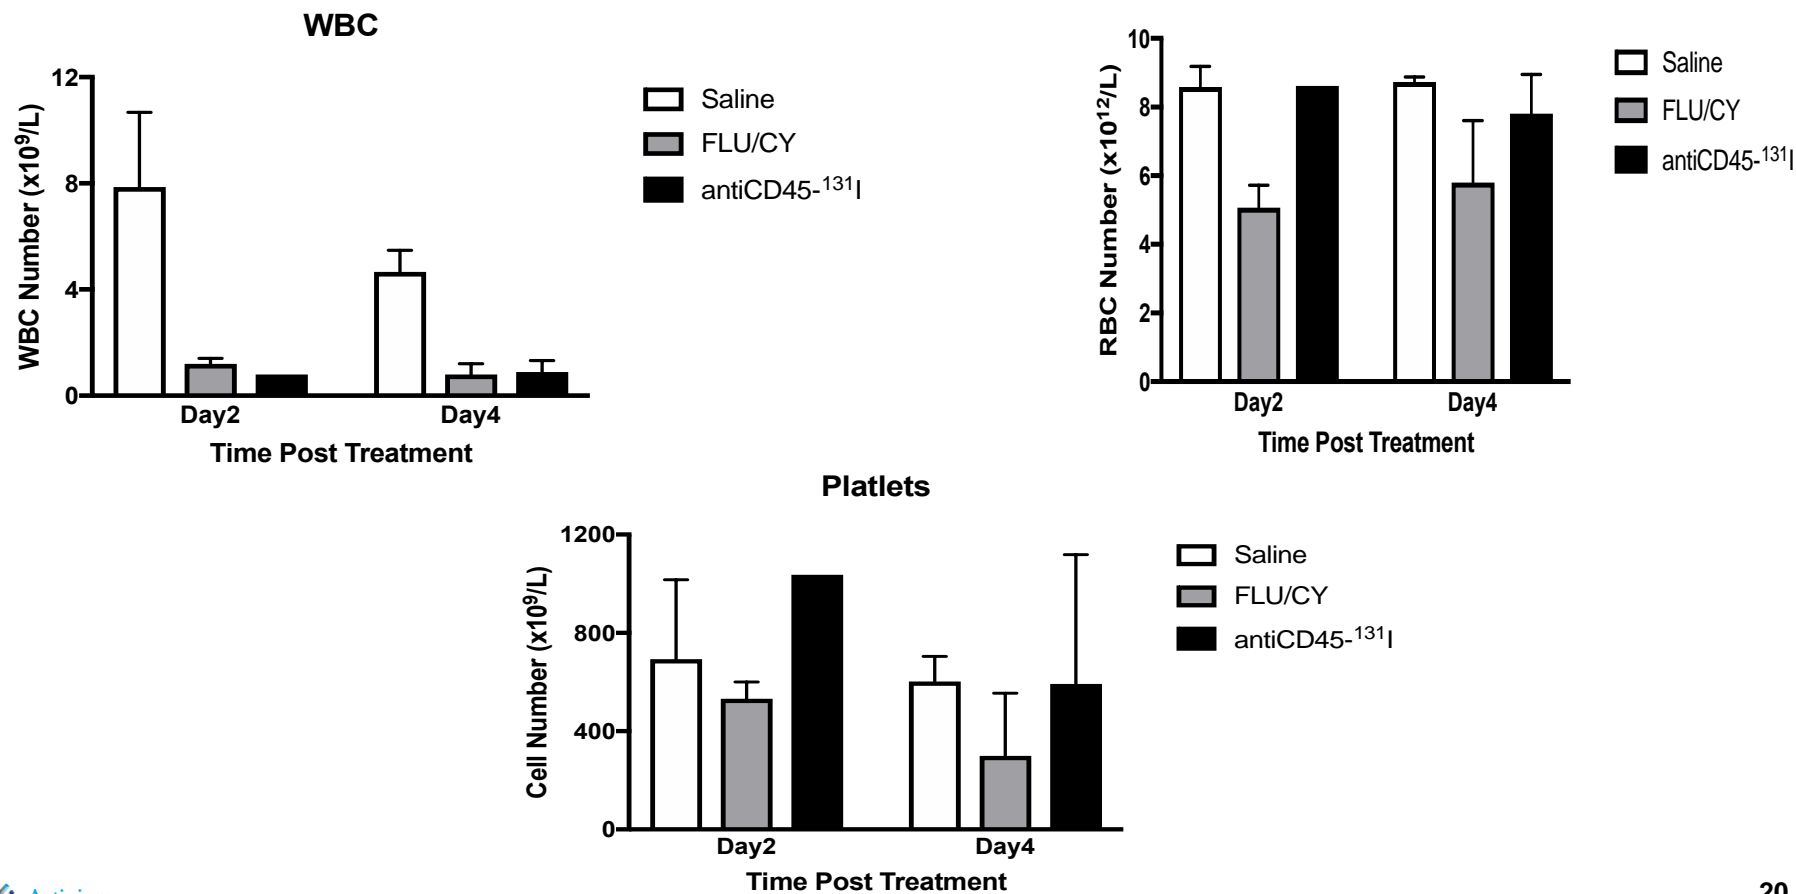 WBC
12
8
4
0
WBC Number (x10⁹/L)
Day2
Day4
Time Post Treatment
Saline
FLU/CY
antiCD45-¹³¹I
10
8
6
4
2
0
RBC Number (x10¹²/L)
Day2
Day4
Time Post Treatment
Saline
FLU/CY
antiCD45-¹³¹I
Platlets
1200
800
400
0
Cell Number (x10⁹/L)
Day2
Day4
Time Post Treatment
Saline
FLU/CY
antiCD45-¹³¹I
20